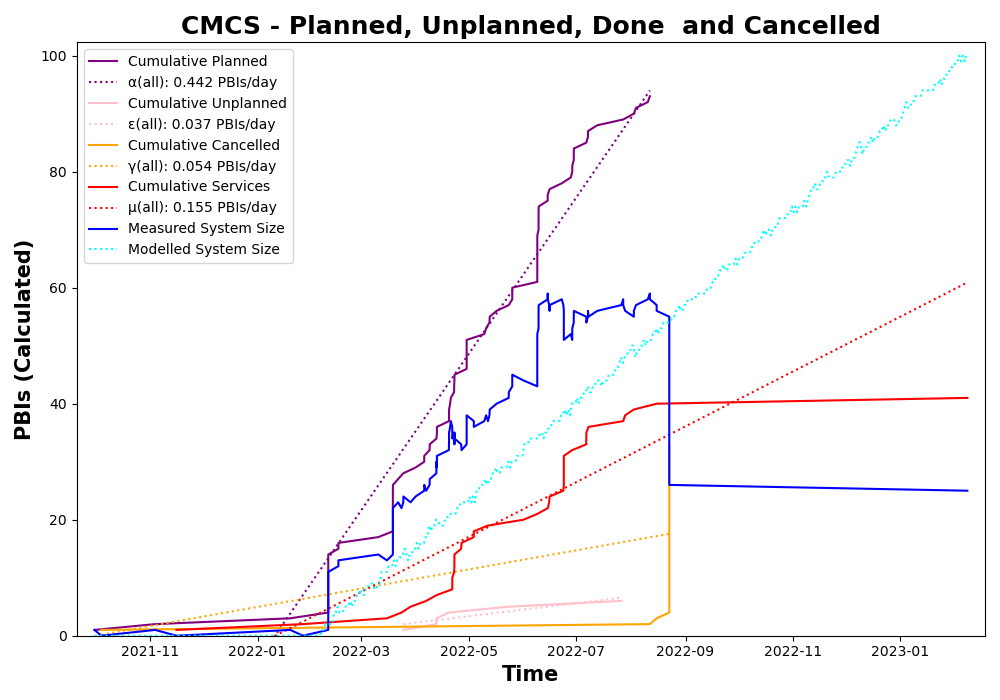 CMCS - Planned, Unplanned, Done  and Cancelled
Cumulative Planned
α(all): 0.442 PBIs/day
Cumulative Unplanned
ε(all): 0.037 PBIs/day
Cumulative Cancelled
γ(all): 0.054 PBIs/day
Cumulative Services
μ(all): 0.155 PBIs/day
Measured System Size
Modelled System Size
PBIs (Calculated)
100
80
60
40
20
0
2021-11 2022-01 2022-03 2022-05 2022-07 2022-09 2022-11 2023-01
Time